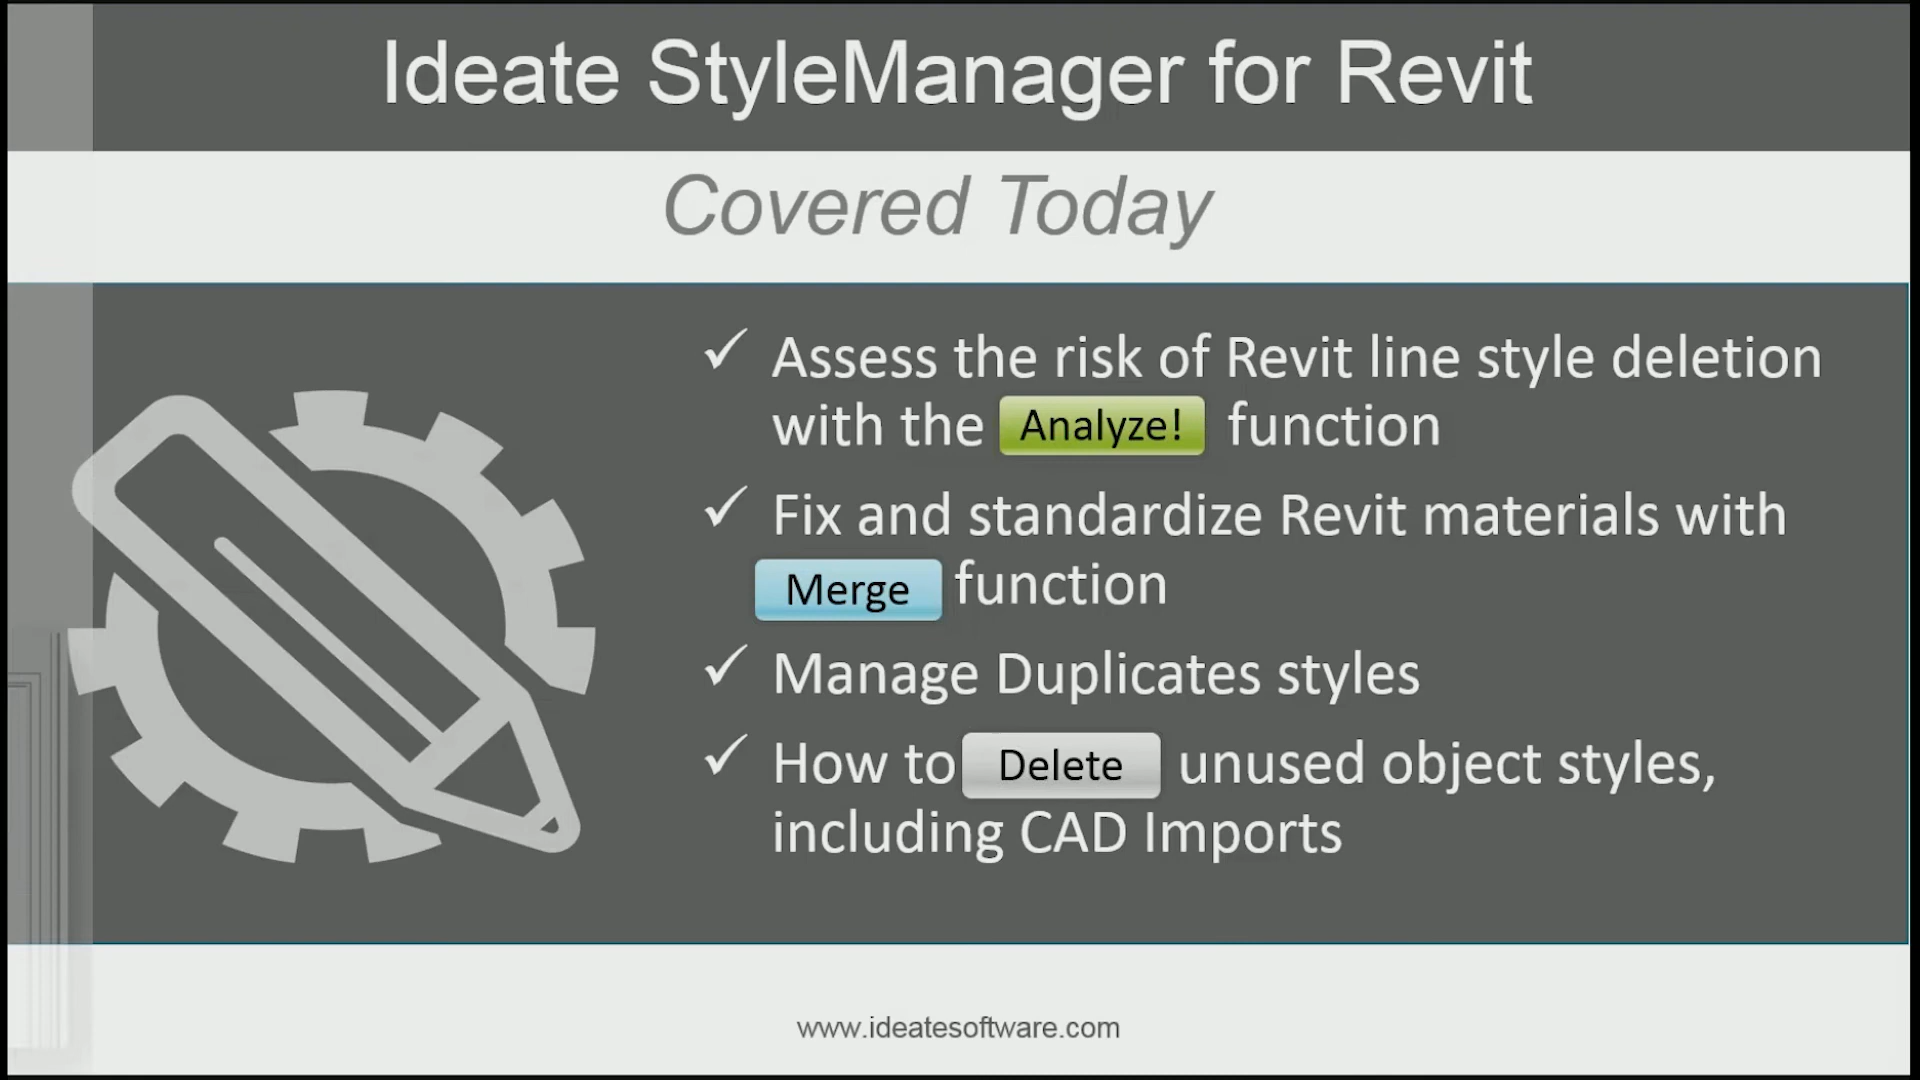 Ideate StyleManager for Revit
Covered Today
✓ Assess the risk of Revit line style deletion
with the Analyze! function
✓ Fix and standardize Revit materials with
Merge function
✓ Manage Duplicates styles
✓ How to Delete unused object styles,
including CAD Imports
www.ideatesoftware.com